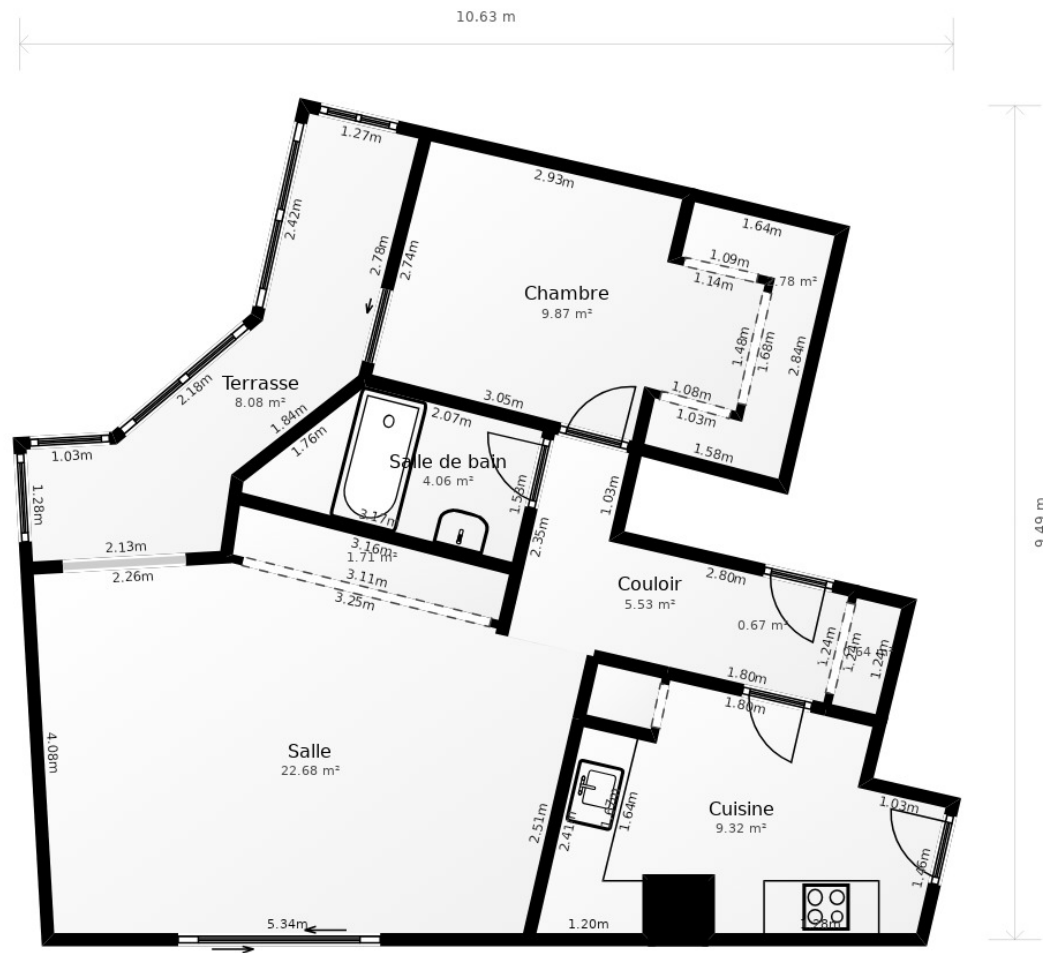 10.63 m
1.27m
2.93m
1.64m
2.42m
2.78m
2.74m
1.09m
1.14m
.78 m²
Chambre
9.87 m²
1.48m
1.68m
2.84m
2.18m
Terrasse
8.08 m²
1.84m
1.76m
3.05m
2.07m
1.08m
1.03m
1.58m
1.03m
1.28m
Salle de bain
4.06 m²
1.53m
1.03m
9.49 m
3.17m
2.35m
2.13m
2.26m
3.16m
1.71 m²
3.11m
3.25m
Couloir
5.53 m²
2.80m
0.67 m²
1.24m
1.24m
1.24m
1.80m
1.80m
4.08m
Salle
22.68 m²
2.51m
2.41m
1.64m
Cuisine
9.32 m²
1.03m
1.46m
5.34m
1.20m
1.28m